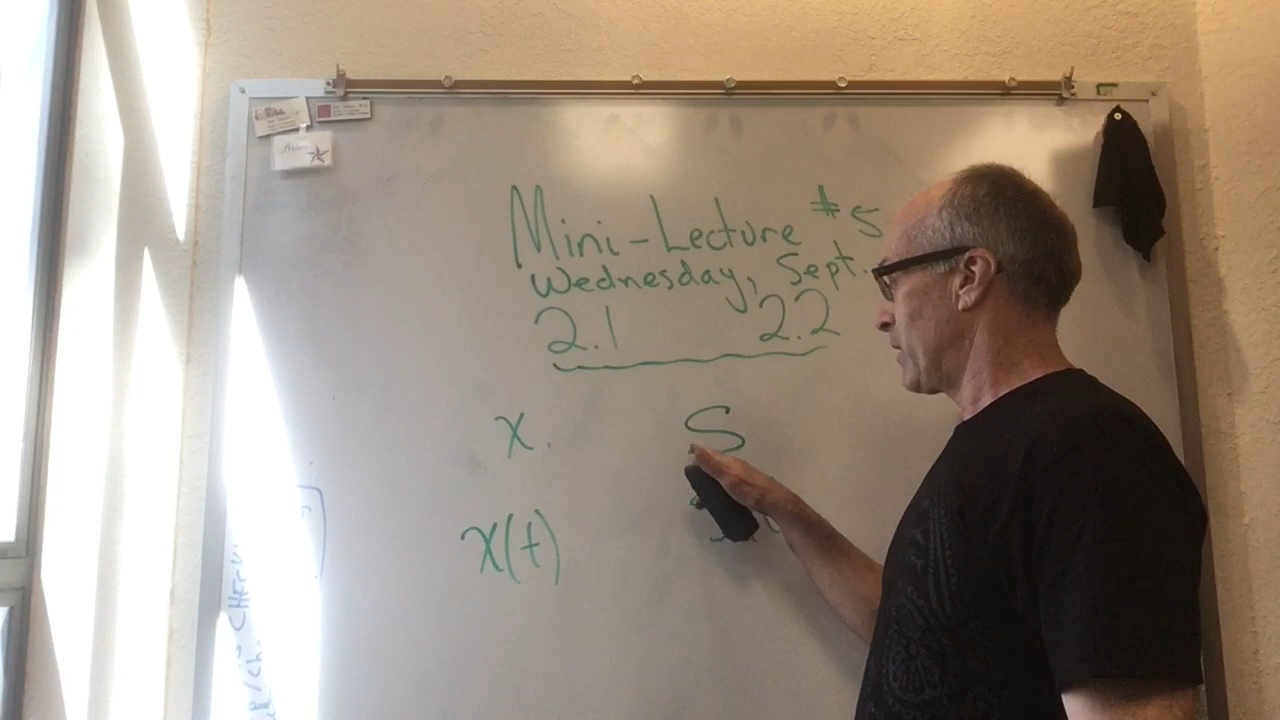 Mini-Lecture #5
Wednesday, Sept.
2.1 2.2
x. S
x(t)